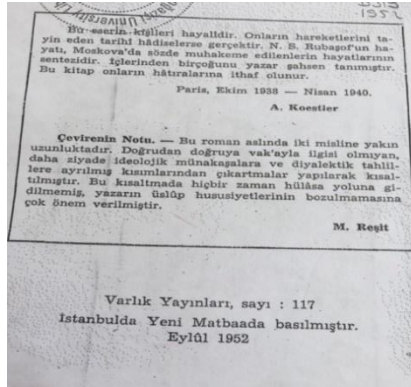 1952
Bu eserin kişileri hayalidir. Onların hareketlerini ta-
yin eden tarihî hâdiselerse gerçektir. N. B. Rubaşof'un ha-
yatı, Moskova'da sözde muhakeme edilenlerin hayatlarının
sentezidir. İçlerinden birçoğunu yazar şahsen tanımıştır.
Bu kitap onların hâtıralarına ithaf olunur.
Paris, Ekim 1938 — Nisan 1940.
A. Koestler
Çevirenin Notu. — Bu roman aslında iki misline yakın
uzunluktadır. Doğrudan doğruya vak'ayla ilgisi olmıyan,
daha ziyade ideolojik münakaşalara ve diyalektik tahlil-
lere ayrılmış kısımlarından çıkartmalar yapılarak kısal-
tılmıştır. Bu kısaltmada hiçbir zaman hülâsa yoluna gi-
dilmemiş, yazarın üslûp hususiyetlerinin bozulmamasına
çok önem verilmiştir.
M. Reşit
Varlık Yayınları, sayı : 117
İstanbulda Yeni Matbaada basılmıştır.
Eylûl 1952